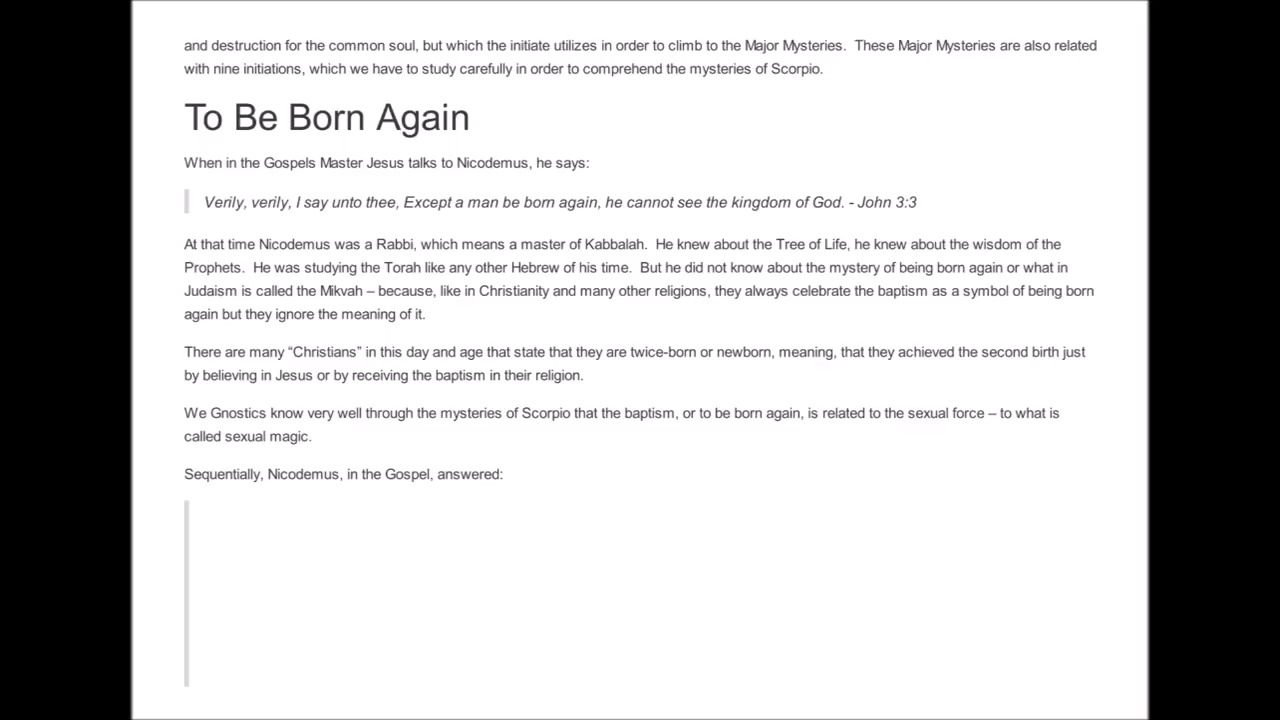 and destruction for the common soul, but which the initiate utilizes in order to climb to the Major Mysteries.  These Major Mysteries are also related
with nine initiations, which we have to study carefully in order to comprehend the mysteries of Scorpio.
To Be Born Again
When in the Gospels Master Jesus talks to Nicodemus, he says:
Verily, verily, I say unto thee, Except a man be born again, he cannot see the kingdom of God. - John 3:3
At that time Nicodemus was a Rabbi, which means a master of Kabbalah.  He knew about the Tree of Life, he knew about the wisdom of the
Prophets.  He was studying the Torah like any other Hebrew of his time.  But he did not know about the mystery of being born again or what in
Judaism is called the Mikvah – because, like in Christianity and many other religions, they always celebrate the baptism as a symbol of being born
again but they ignore the meaning of it.
There are many “Christians” in this day and age that state that they are twice-born or newborn, meaning, that they achieved the second birth just
by believing in Jesus or by receiving the baptism in their religion.
We Gnostics know very well through the mysteries of Scorpio that the baptism, or to be born again, is related to the sexual force – to what is
called sexual magic.
Sequentially, Nicodemus, in the Gospel, answered: